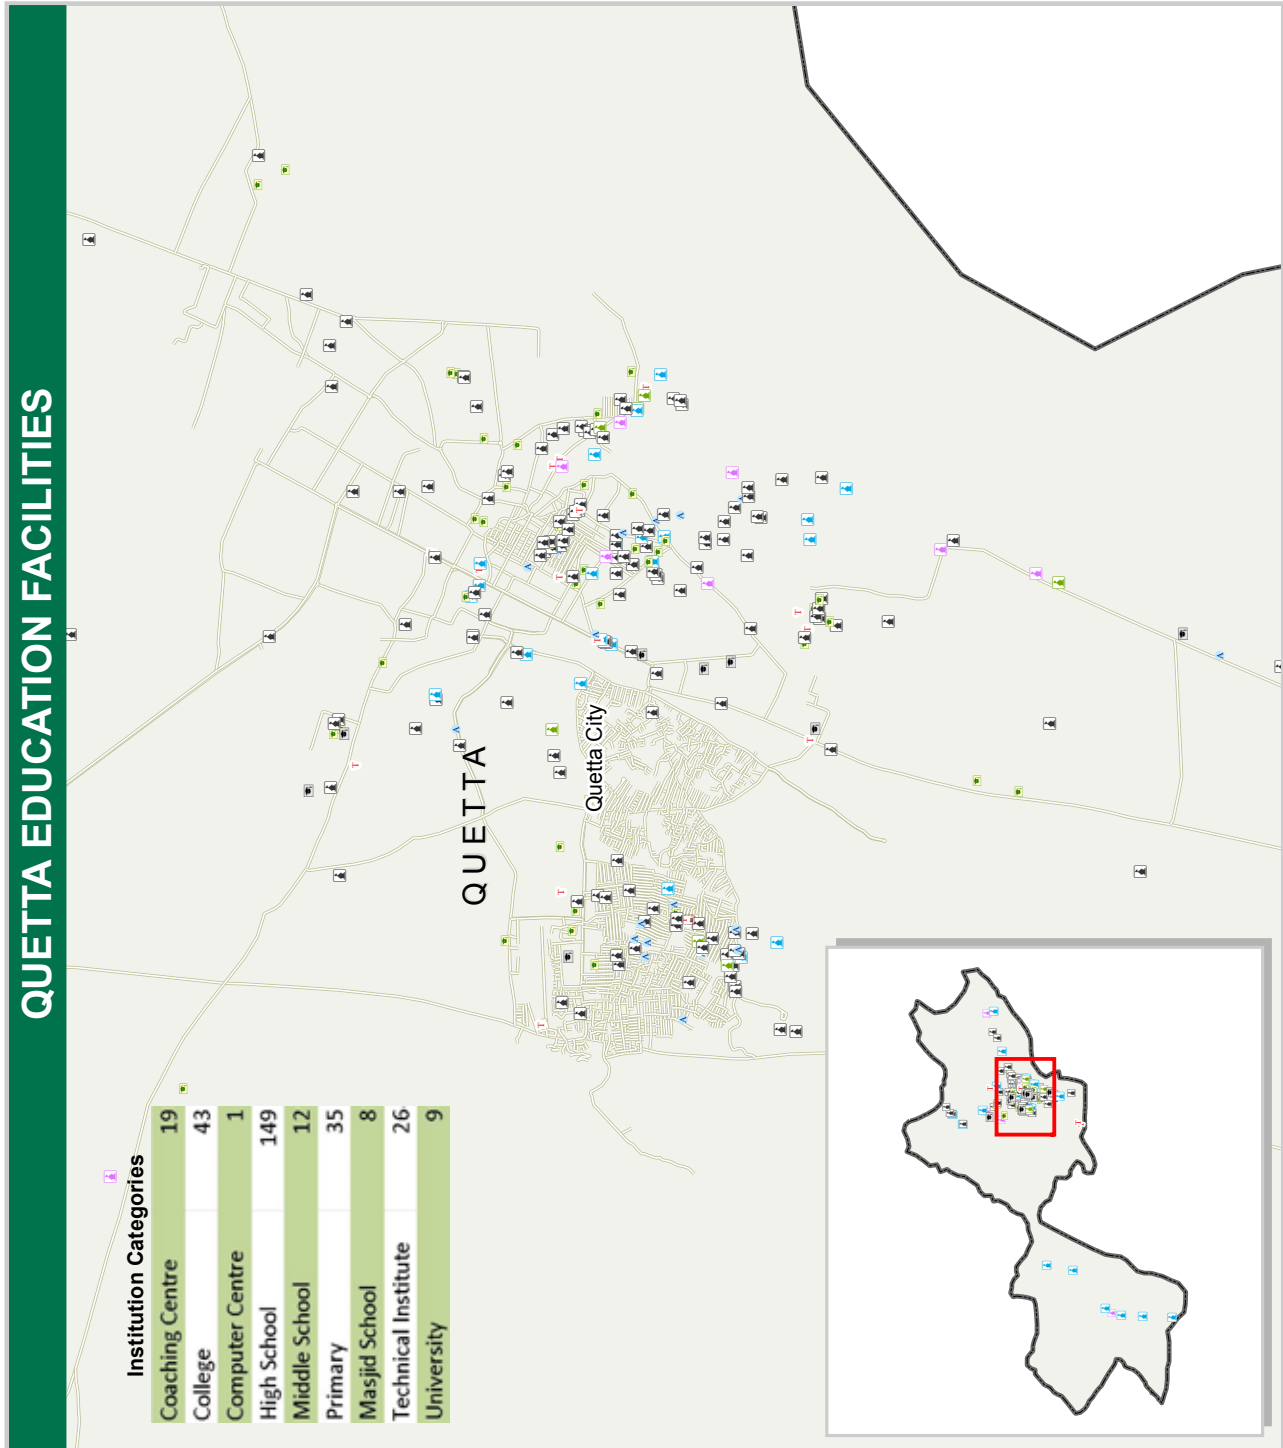 QUETTA EDUCATION FACILITIES
QUETTA
Quetta City
Institution Categories
Coaching Centre 19
College 43
Computer Centre 1
High School 149
Middle School 12
Primary 35
Masjid School 8
Technical Institute 26
University 9